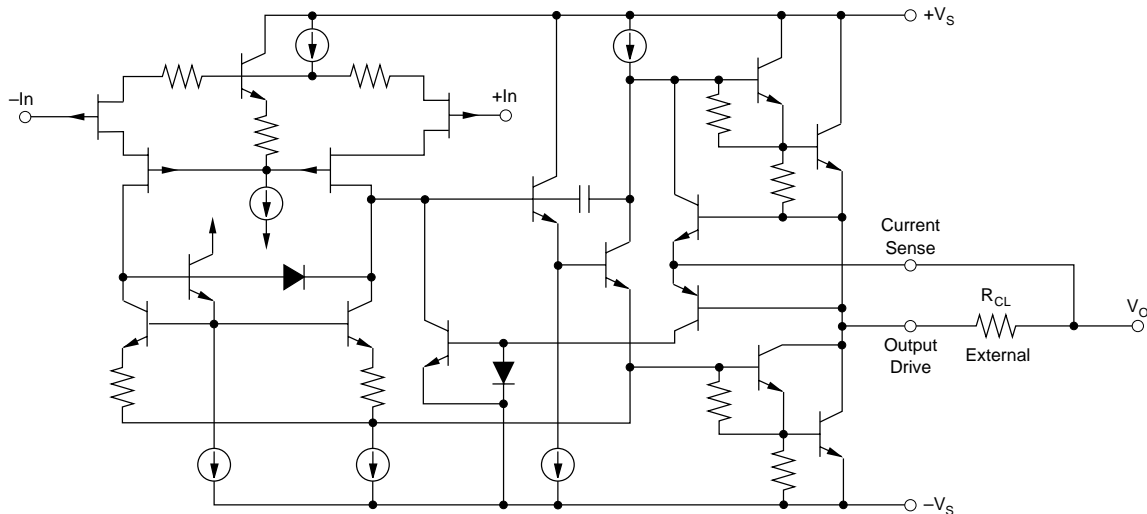 +VS
–In
+In
Current
Sense
RCL
VO
Output
Drive
External
–VS